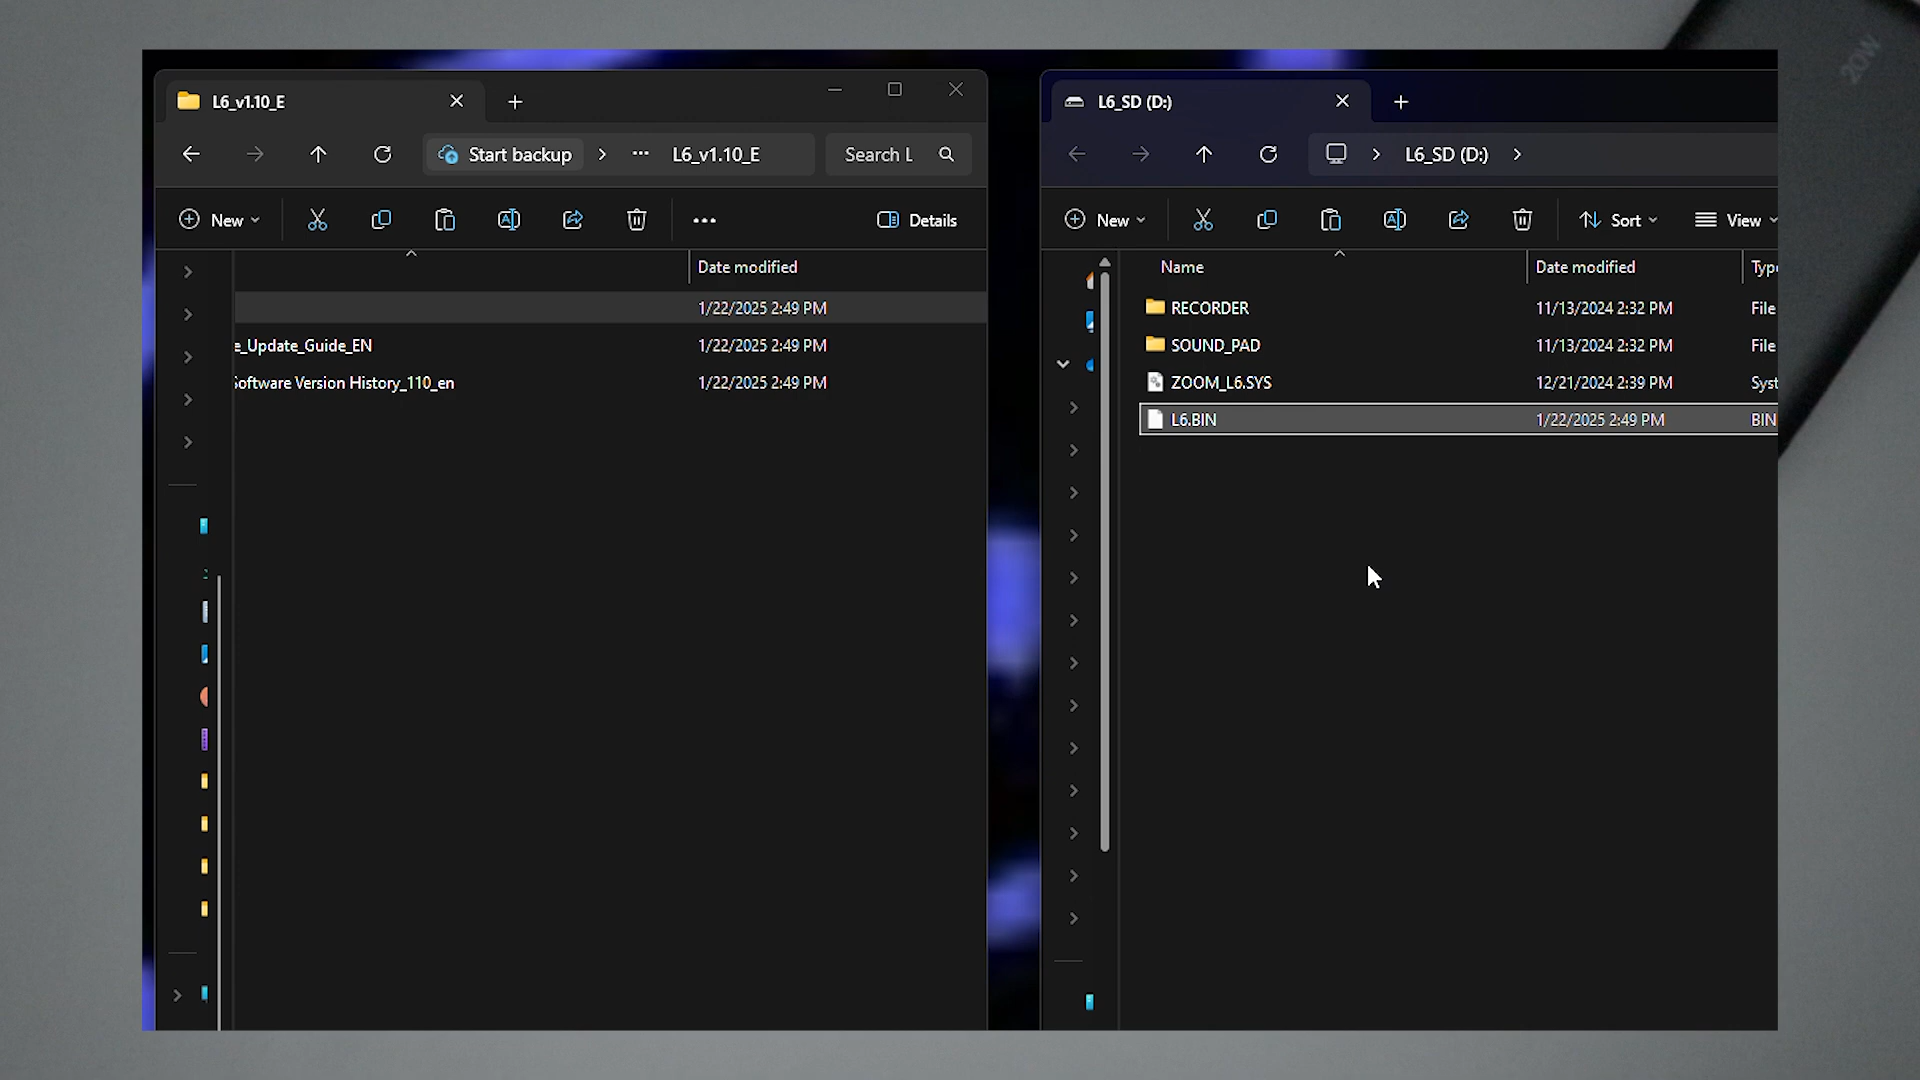 L6_v1.10_E
Start backup
L6_v1.10_E
Search L
New
Details
Date modified
1/22/2025 2:49 PM
e_Update_Guide_EN 1/22/2025 2:49 PM
Software Version History_110_en 1/22/2025 2:49 PM
L6_SD (D:)
L6_SD (D:)
New
Sort
View
Name Date modified Type
RECORDER 11/13/2024 2:32 PM File
SOUND_PAD 11/13/2024 2:32 PM File
ZOOM_L6.SYS 12/21/2024 2:39 PM Syst
L6.BIN 1/22/2025 2:49 PM BIN
20W